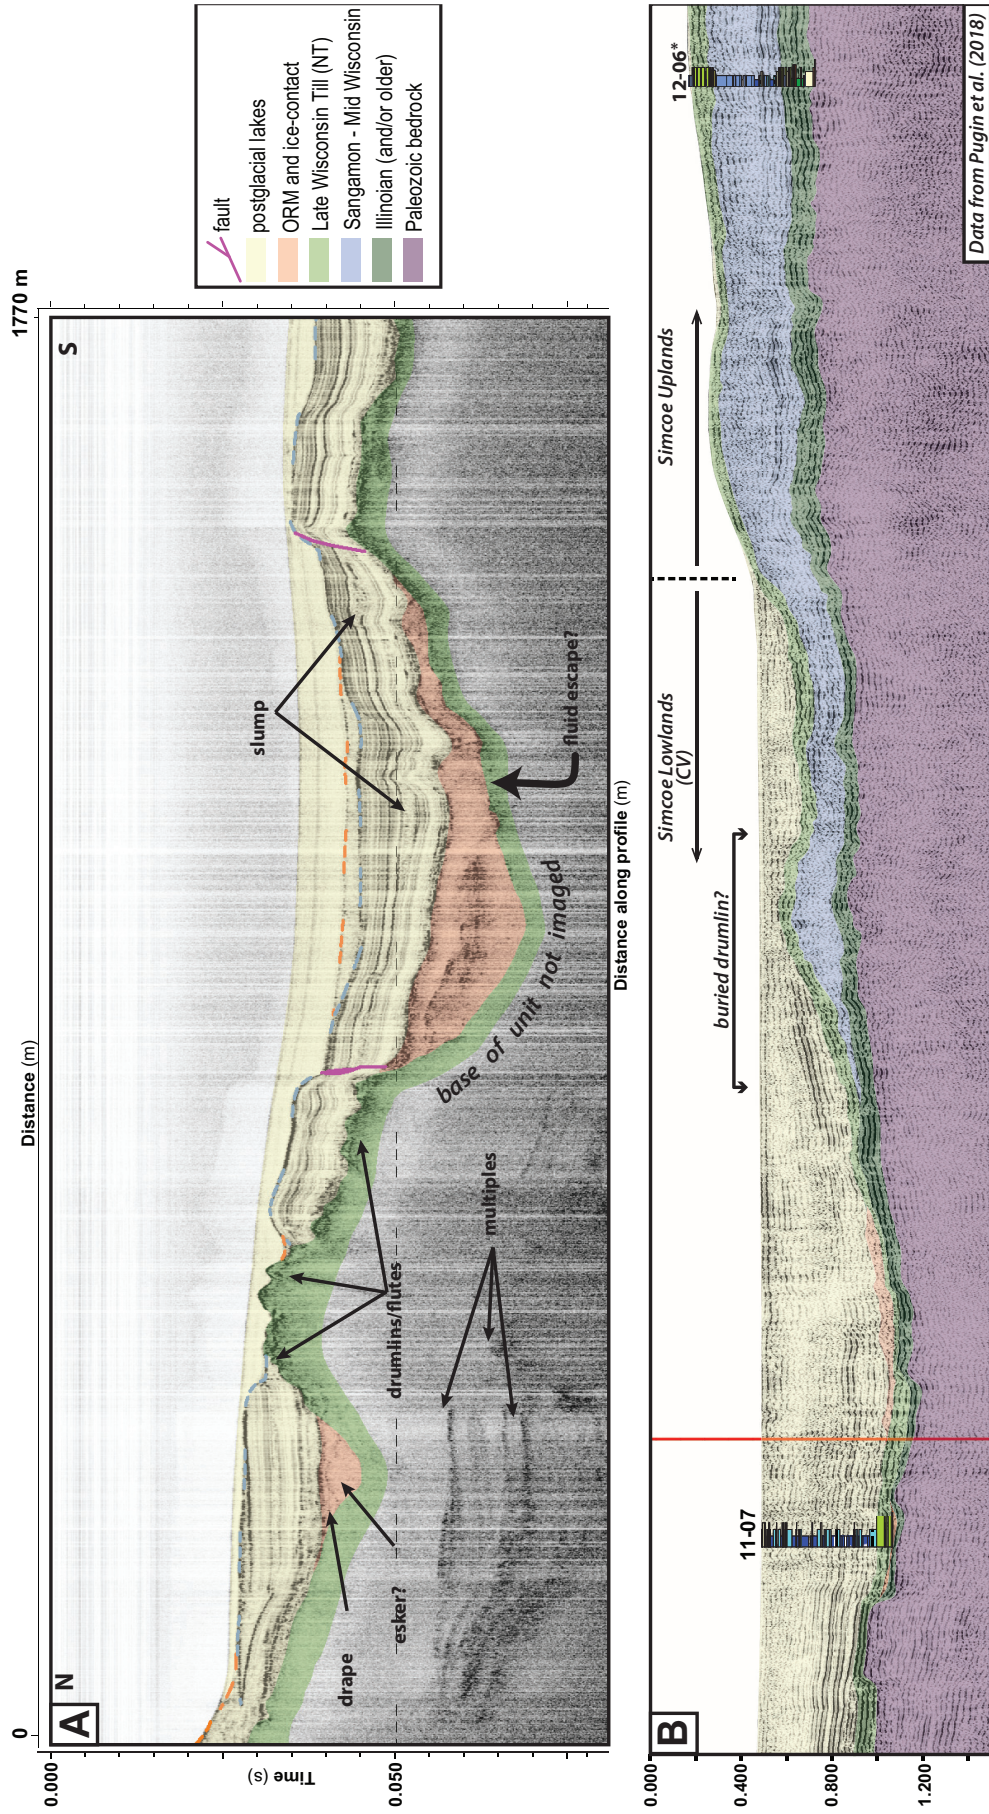 Distance (m)
0
1770 m
A
N
S
Time (s)
0.000
0.050
drape
esker?
drumlins/flutes
multiples
slump
base of unit not imaged
fluid escape?
Distance along profile (m)
fault
postglacial lakes
ORM and ice-contact
Late Wisconsin Till (NT)
Sangamon - Mid Wisconsin
Illinoian (and/or older)
Paleozoic bedrock
B
0.000
0.400
0.800
1.200
11-07
buried drumlin?
Simcoe Lowlands
(CV)
Simcoe Uplands
12-06*
Data from Pugin et al. (2018)